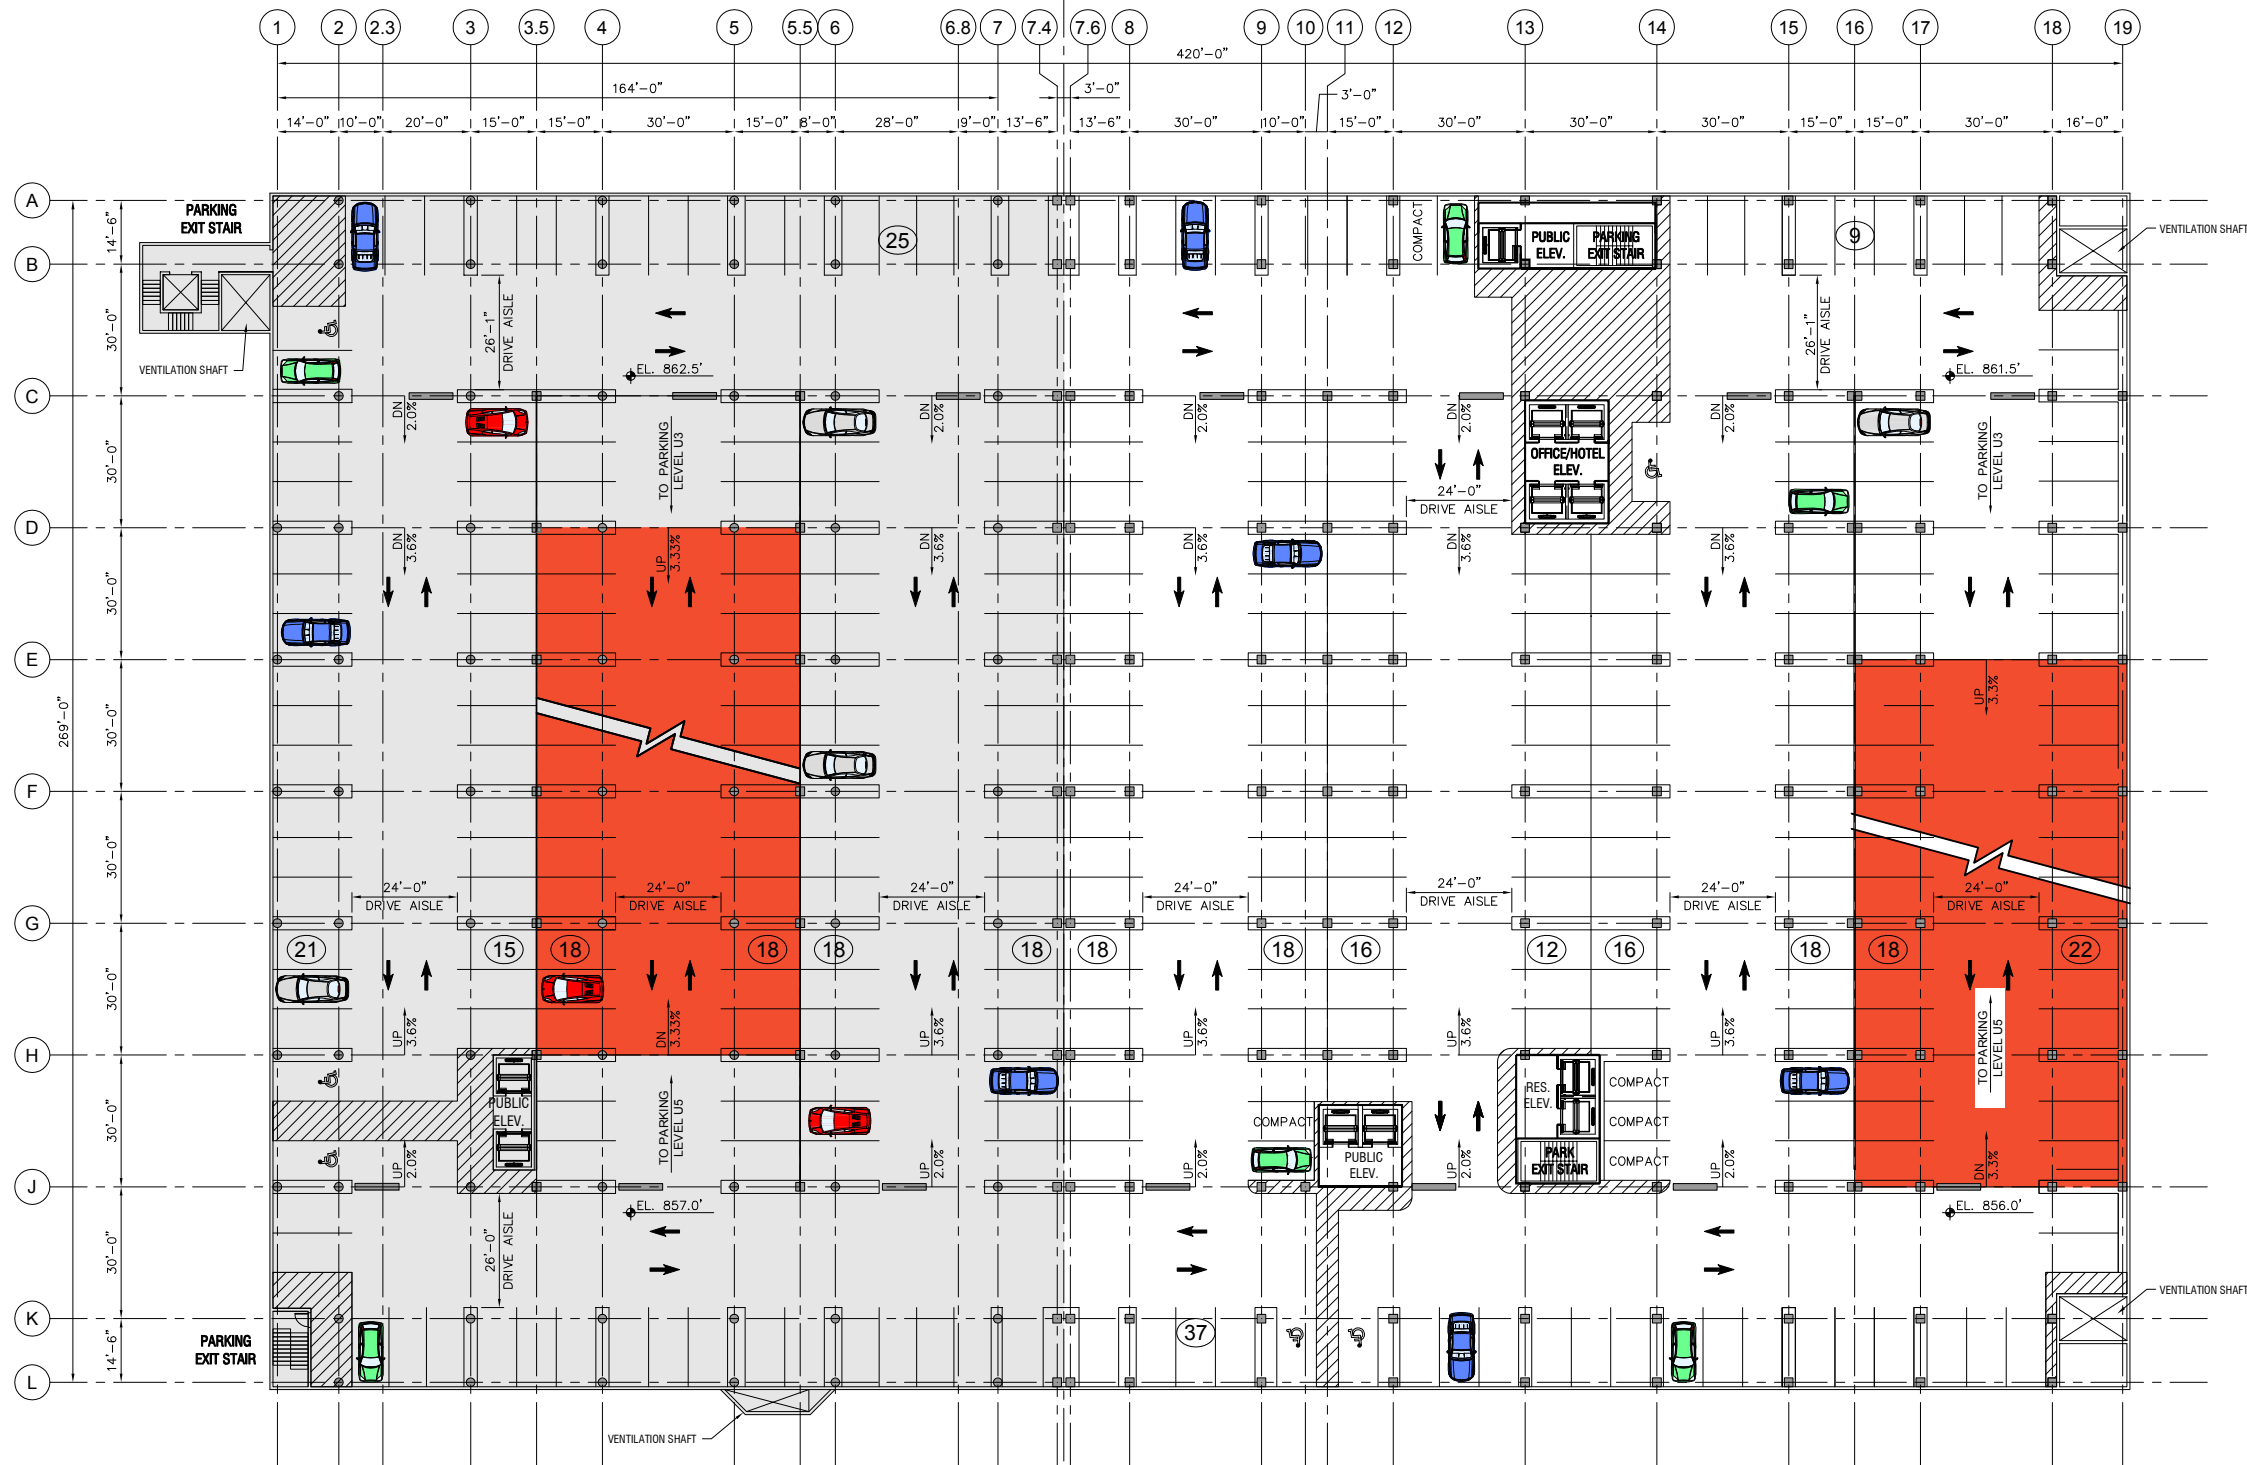 1 2 2.3 3 3.5 4 5 5.5 6 6.8 7 7.4 7.6 8 9 10 11 12 13 14 15 16 17 18 19
420'-0"
164'-0" 3'-0" 3'-0"
14'-0" 10'-0" 20'-0" 15'-0" 15'-0" 30'-0" 15'-0" 8'-0" 28'-0" 9'-0" 13'-6" 13'-6" 30'-0" 10'-0" 15'-0" 30'-0" 30'-0" 30'-0" 15'-0" 15'-0" 30'-0" 16'-0"
A
PARKING
EXIT STAIR
14'-6"
25
COMPACT
PUBLIC
ELEV.
PARKING
EXIT STAIR
9
VENTILATION SHAFT
B
30'-0"
26'-1"
DRIVE AISLE
26'-1"
DRIVE AISLE
VENTILATION SHAFT
EL. 862.5'
EL. 861.5'
C
DN
2.0%
DN
2.0%
DN
2.0%
DN
2.0%
DN
2.0%
30'-0"
TO PARKING
LEVEL U3
OFFICE/HOTEL
ELEV.
TO PARKING
LEVEL U3
24'-0"
DRIVE AISLE
D
DN
3.6%
UP
3.33%
DN
3.6%
DN
3.6%
DN
3.6%
DN
3.6%
30'-0"
E
269'-0"
30'-0"
UP
3.3%
F
30'-0"
24'-0"
DRIVE AISLE
24'-0"
DRIVE AISLE
24'-0"
DRIVE AISLE
24'-0"
DRIVE AISLE
24'-0"
DRIVE AISLE
24'-0"
DRIVE AISLE
24'-0"
DRIVE AISLE
G
21 15 18 18 18 18 18 18 16 12 16 18 18 22
30'-0"
UP
3.6%
DN
3.33%
UP
3.6%
UP
3.6%
UP
3.6%
UP
3.6%
TO PARKING
LEVEL U5
H
30'-0"
PUBLIC
ELEV.
TO PARKING
LEVEL U5
COMPACT
PUBLIC
ELEV.
RES.
ELEV.
PARK
EXIT STAIR
COMPACT
COMPACT
COMPACT
UP
2.0%
UP
2.0%
UP
2.0%
UP
2.0%
UP
2.0%
DN
3.3%
J
EL. 857.0'
EL. 856.0'
30'-0"
26'-0"
DRIVE AISLE
VENTILATION SHAFT
K
PARKING
EXIT STAIR
14'-6"
37
L
VENTILATION SHAFT